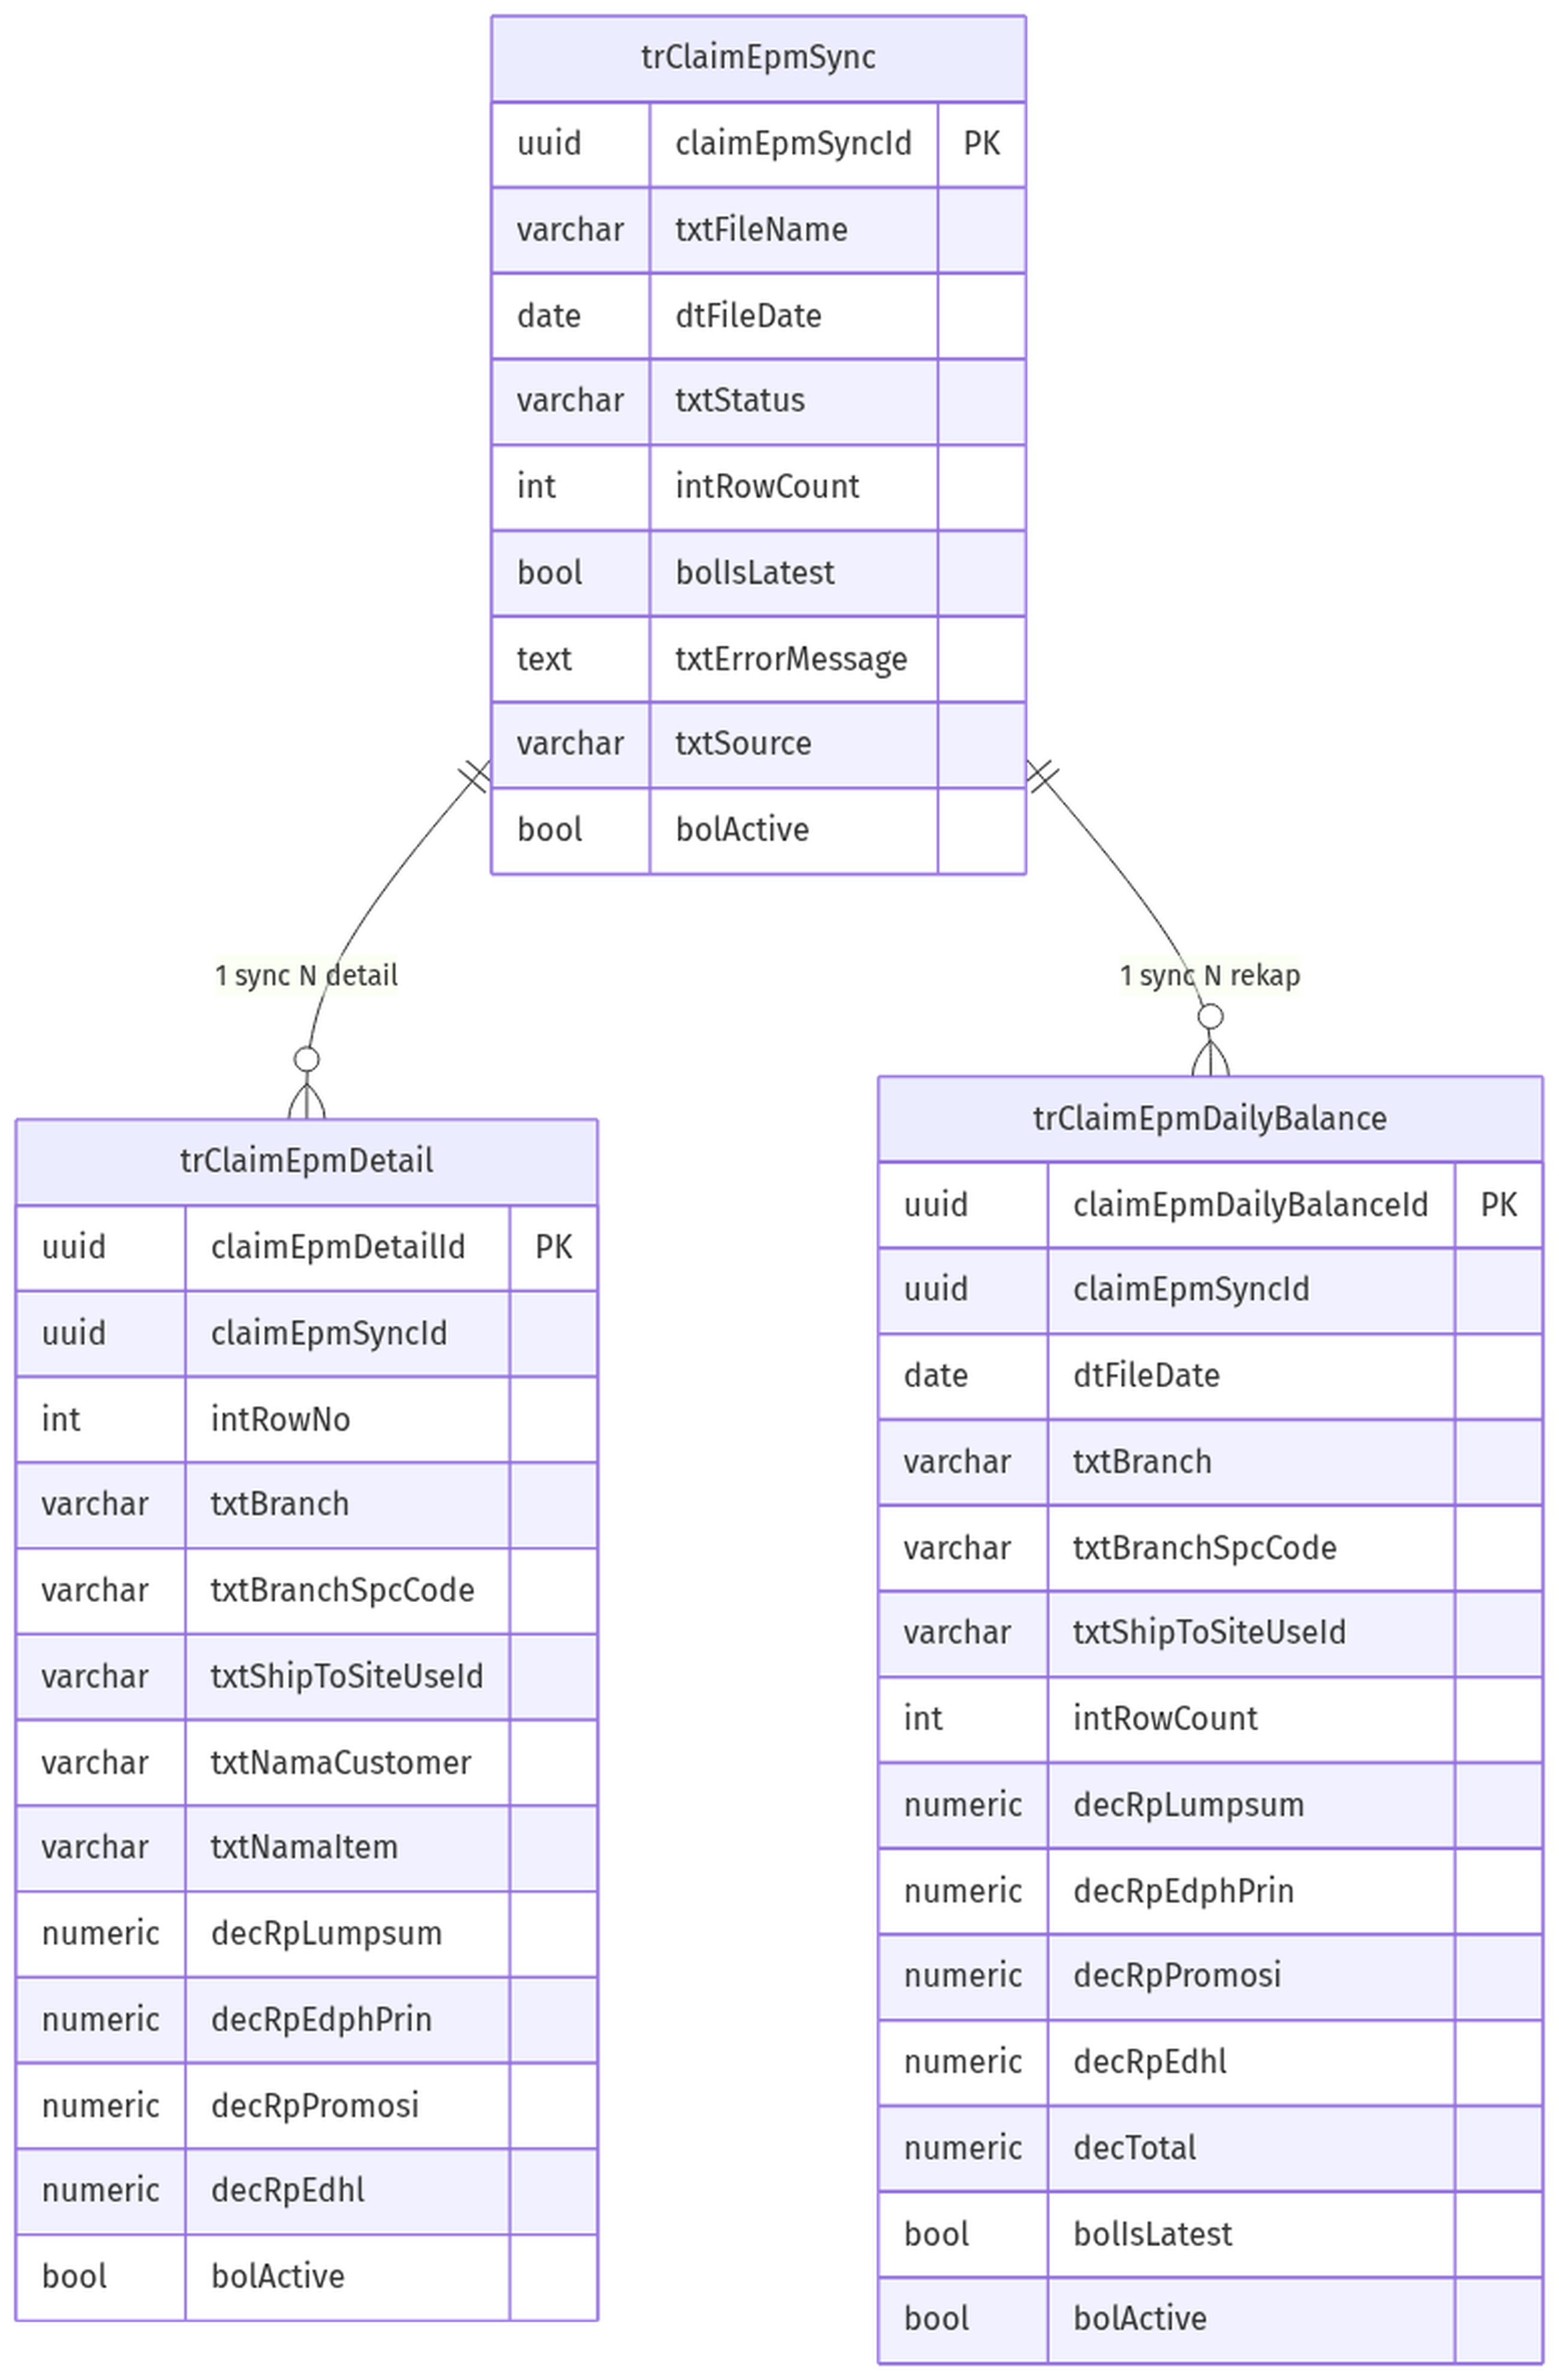 trClaimEpmSync
uuid claimEpmSyncId PK
varchar txtFileName
date dtFileDate
varchar txtStatus
int intRowCount
bool bolIsLatest
text txtErrorMessage
varchar txtSource
bool bolActive
1 sync N detail
1 sync N rekap
trClaimEpmDetail
uuid claimEpmDetailId PK
uuid claimEpmSyncId
int intRowNo
varchar txtBranch
varchar txtBranchSpcCode
varchar txtShipToSiteUseId
varchar txtNamaCustomer
varchar txtNamaItem
numeric decRpLumpsum
numeric decRpEdphPrin
numeric decRpPromosi
numeric decRpEdhl
bool bolActive
trClaimEpmDailyBalance
uuid claimEpmDailyBalanceId PK
uuid claimEpmSyncId
date dtFileDate
varchar txtBranch
varchar txtBranchSpcCode
varchar txtShipToSiteUseId
int intRowCount
numeric decRpLumpsum
numeric decRpEdphPrin
numeric decRpPromosi
numeric decRpEdhl
numeric decTotal
bool bolIsLatest
bool bolActive